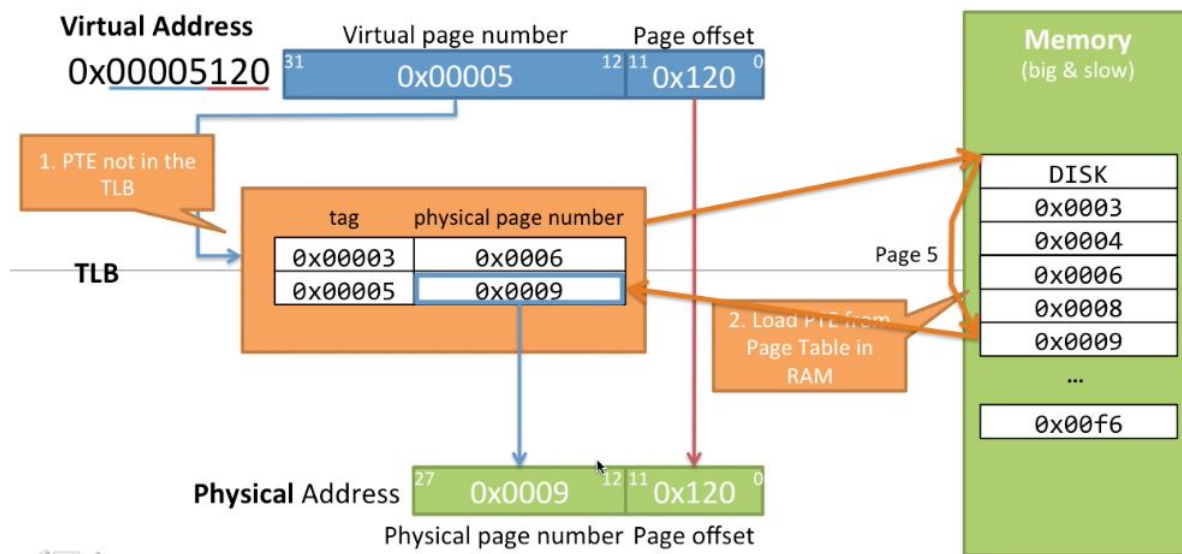 Virtual Address
0x00005120
Virtual page number
Page offset
31
0x00005
12
11
0x120
0
Memory
(big & slow)
1. PTE not in the
TLB
TLB
tag
physical page number
0x00003
0x0006
0x00005
0x0009
Page 5
2. Load PTE from
Page Table in
RAM
DISK
0x0003
0x0004
0x0006
0x0008
0x0009
...
0x00f6
Physical Address
27
0x0009
12
11
0x120
0
Physical page number
Page offset